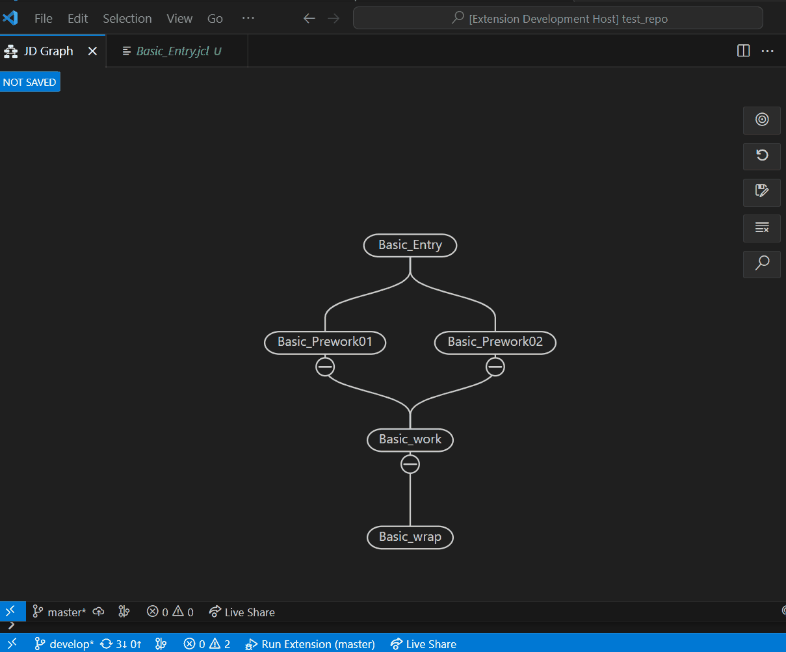 File Edit Selection View Go ··· [Extension Development Host] test_repo
JD Graph Basic_Entry.jcl U
NOT SAVED
Basic_Entry
Basic_Prework01 Basic_Prework02
Basic_work
Basic_wrap
master* 0 0 Live Share
develop* 3↓ 0↑ 0 2 Run Extension (master) Live Share